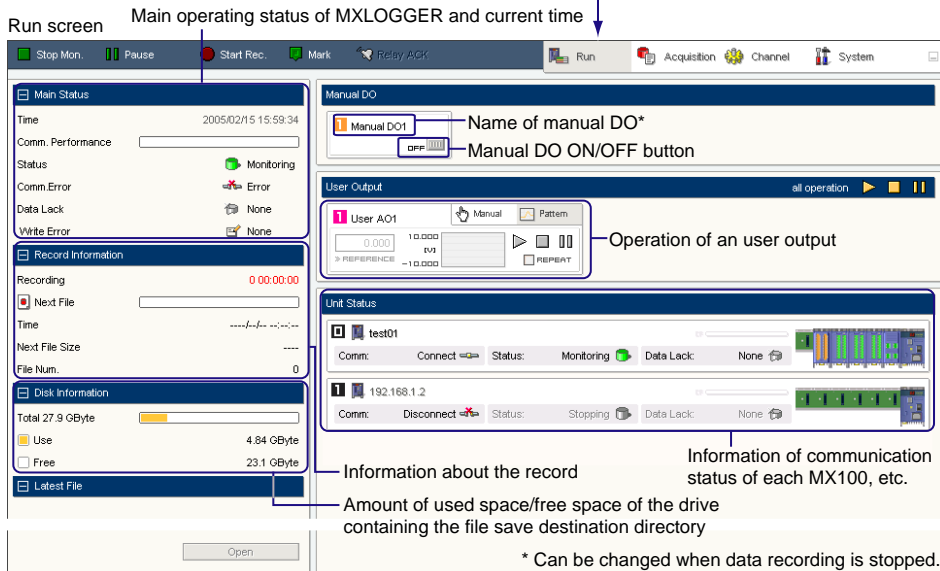 Main operating status of MXLOGGER and current time
Run screen
Stop Mon. Pause Start Rec. Mark Relay ACK Run Acquisition Channel System
Main Status
Time 2005/02/15 15:59:34
Comm. Performance
Status Monitoring
Comm.Error Error
Data Lack None
Write Error None
Record Information
Recording 0 00:00:00
Next File
Time ----/--/-- --:--:--
Next File Size ----
File Num. 0
Disk Information
Total 27.9 GByte
Use 4.84 GByte
Free 23.1 GByte
Latest File
Open
Manual DO
1 Manual DO1
OFF
Name of manual DO*
Manual DO ON/OFF button
User Output all operation
1 User AO1 Manual Pattern
0.000 10.000
[V]
» REFERENCE -10.000 REPEAT
Operation of an user output
Unit Status
0 test01
Comm: Connect Status: Monitoring Data Lack: None
1 192.168.1.2
Comm: Disconnect Status: Stopping Data Lack: None
Information of communication
status of each MX100, etc.
Information about the record
Amount of used space/free space of the drive
containing the file save destination directory
* Can be changed when data recording is stopped.